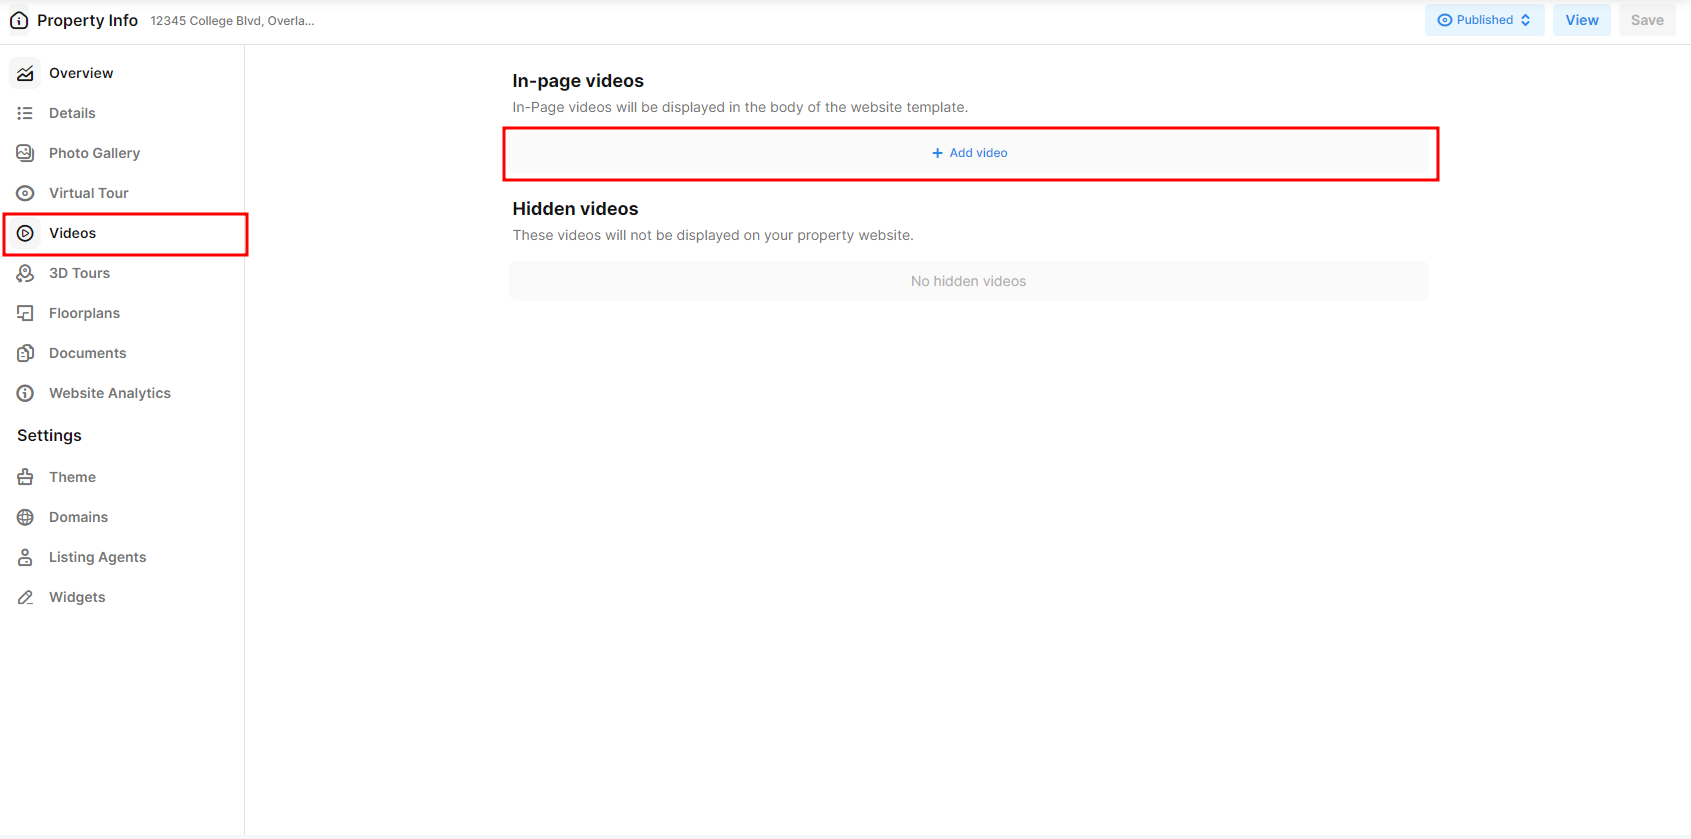 Property Info 12345 College Blvd, Overla...
Published View Save
Overview
Details
Photo Gallery
Virtual Tour
Videos
3D Tours
Floorplans
Documents
Website Analytics
Settings
Theme
Domains
Listing Agents
Widgets
In-page videos
In-Page videos will be displayed in the body of the website template.
+ Add video
Hidden videos
These videos will not be displayed on your property website.
No hidden videos